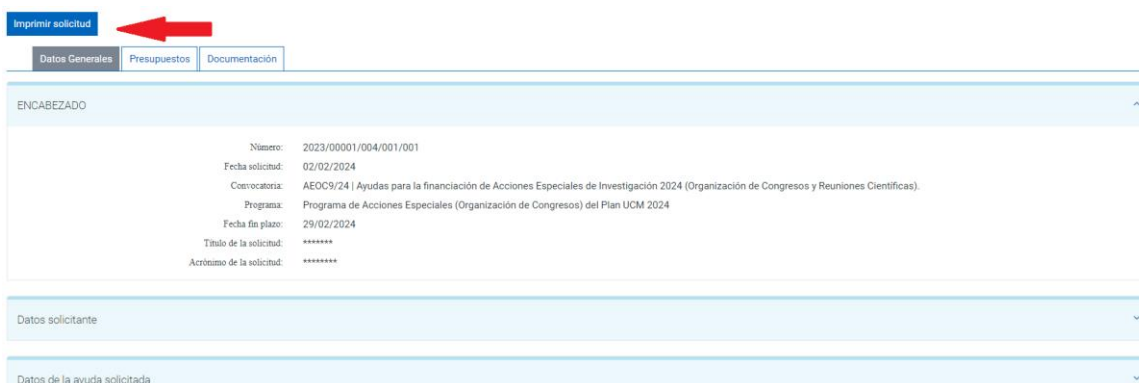 Imprimir solicitud
Datos Generales Presupuestos Documentación
ENCABEZADO
Número: 2023/00001/004/001/001
Fecha solicitud: 02/02/2024
Convocatoria: AEOC9/24 | Ayudas para la financiación de Acciones Especiales de Investigación 2024 (Organización de Congresos y Reuniones Científicas).
Programa: Programa de Acciones Especiales (Organización de Congresos) del Plan UCM 2024
Fecha fin plazo: 29/02/2024
Título de la solicitud: *******
Acrónimo de la solicitud: ********
Datos solicitante
Datos de la ayuda solicitada